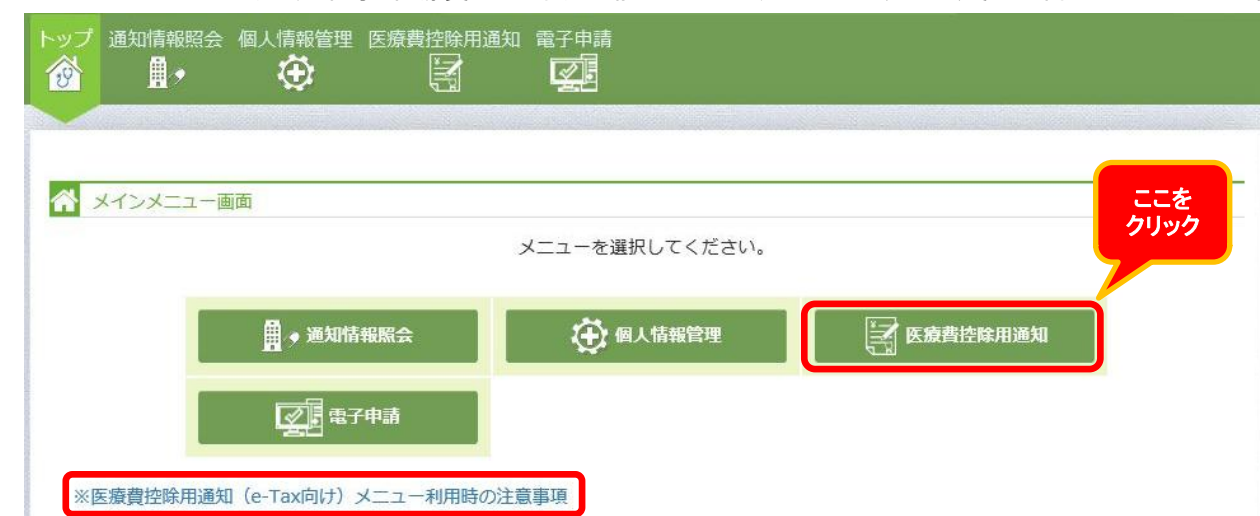 トップ 通知情報照会 個人情報管理 医療費控除用通知 電子申請
メインメニュー画面
ここを
クリック
メニューを選択してください。
通知情報照会 個人情報管理 医療費控除用通知
電子申請
※医療費控除用通知（e-Tax向け）メニュー利用時の注意事項